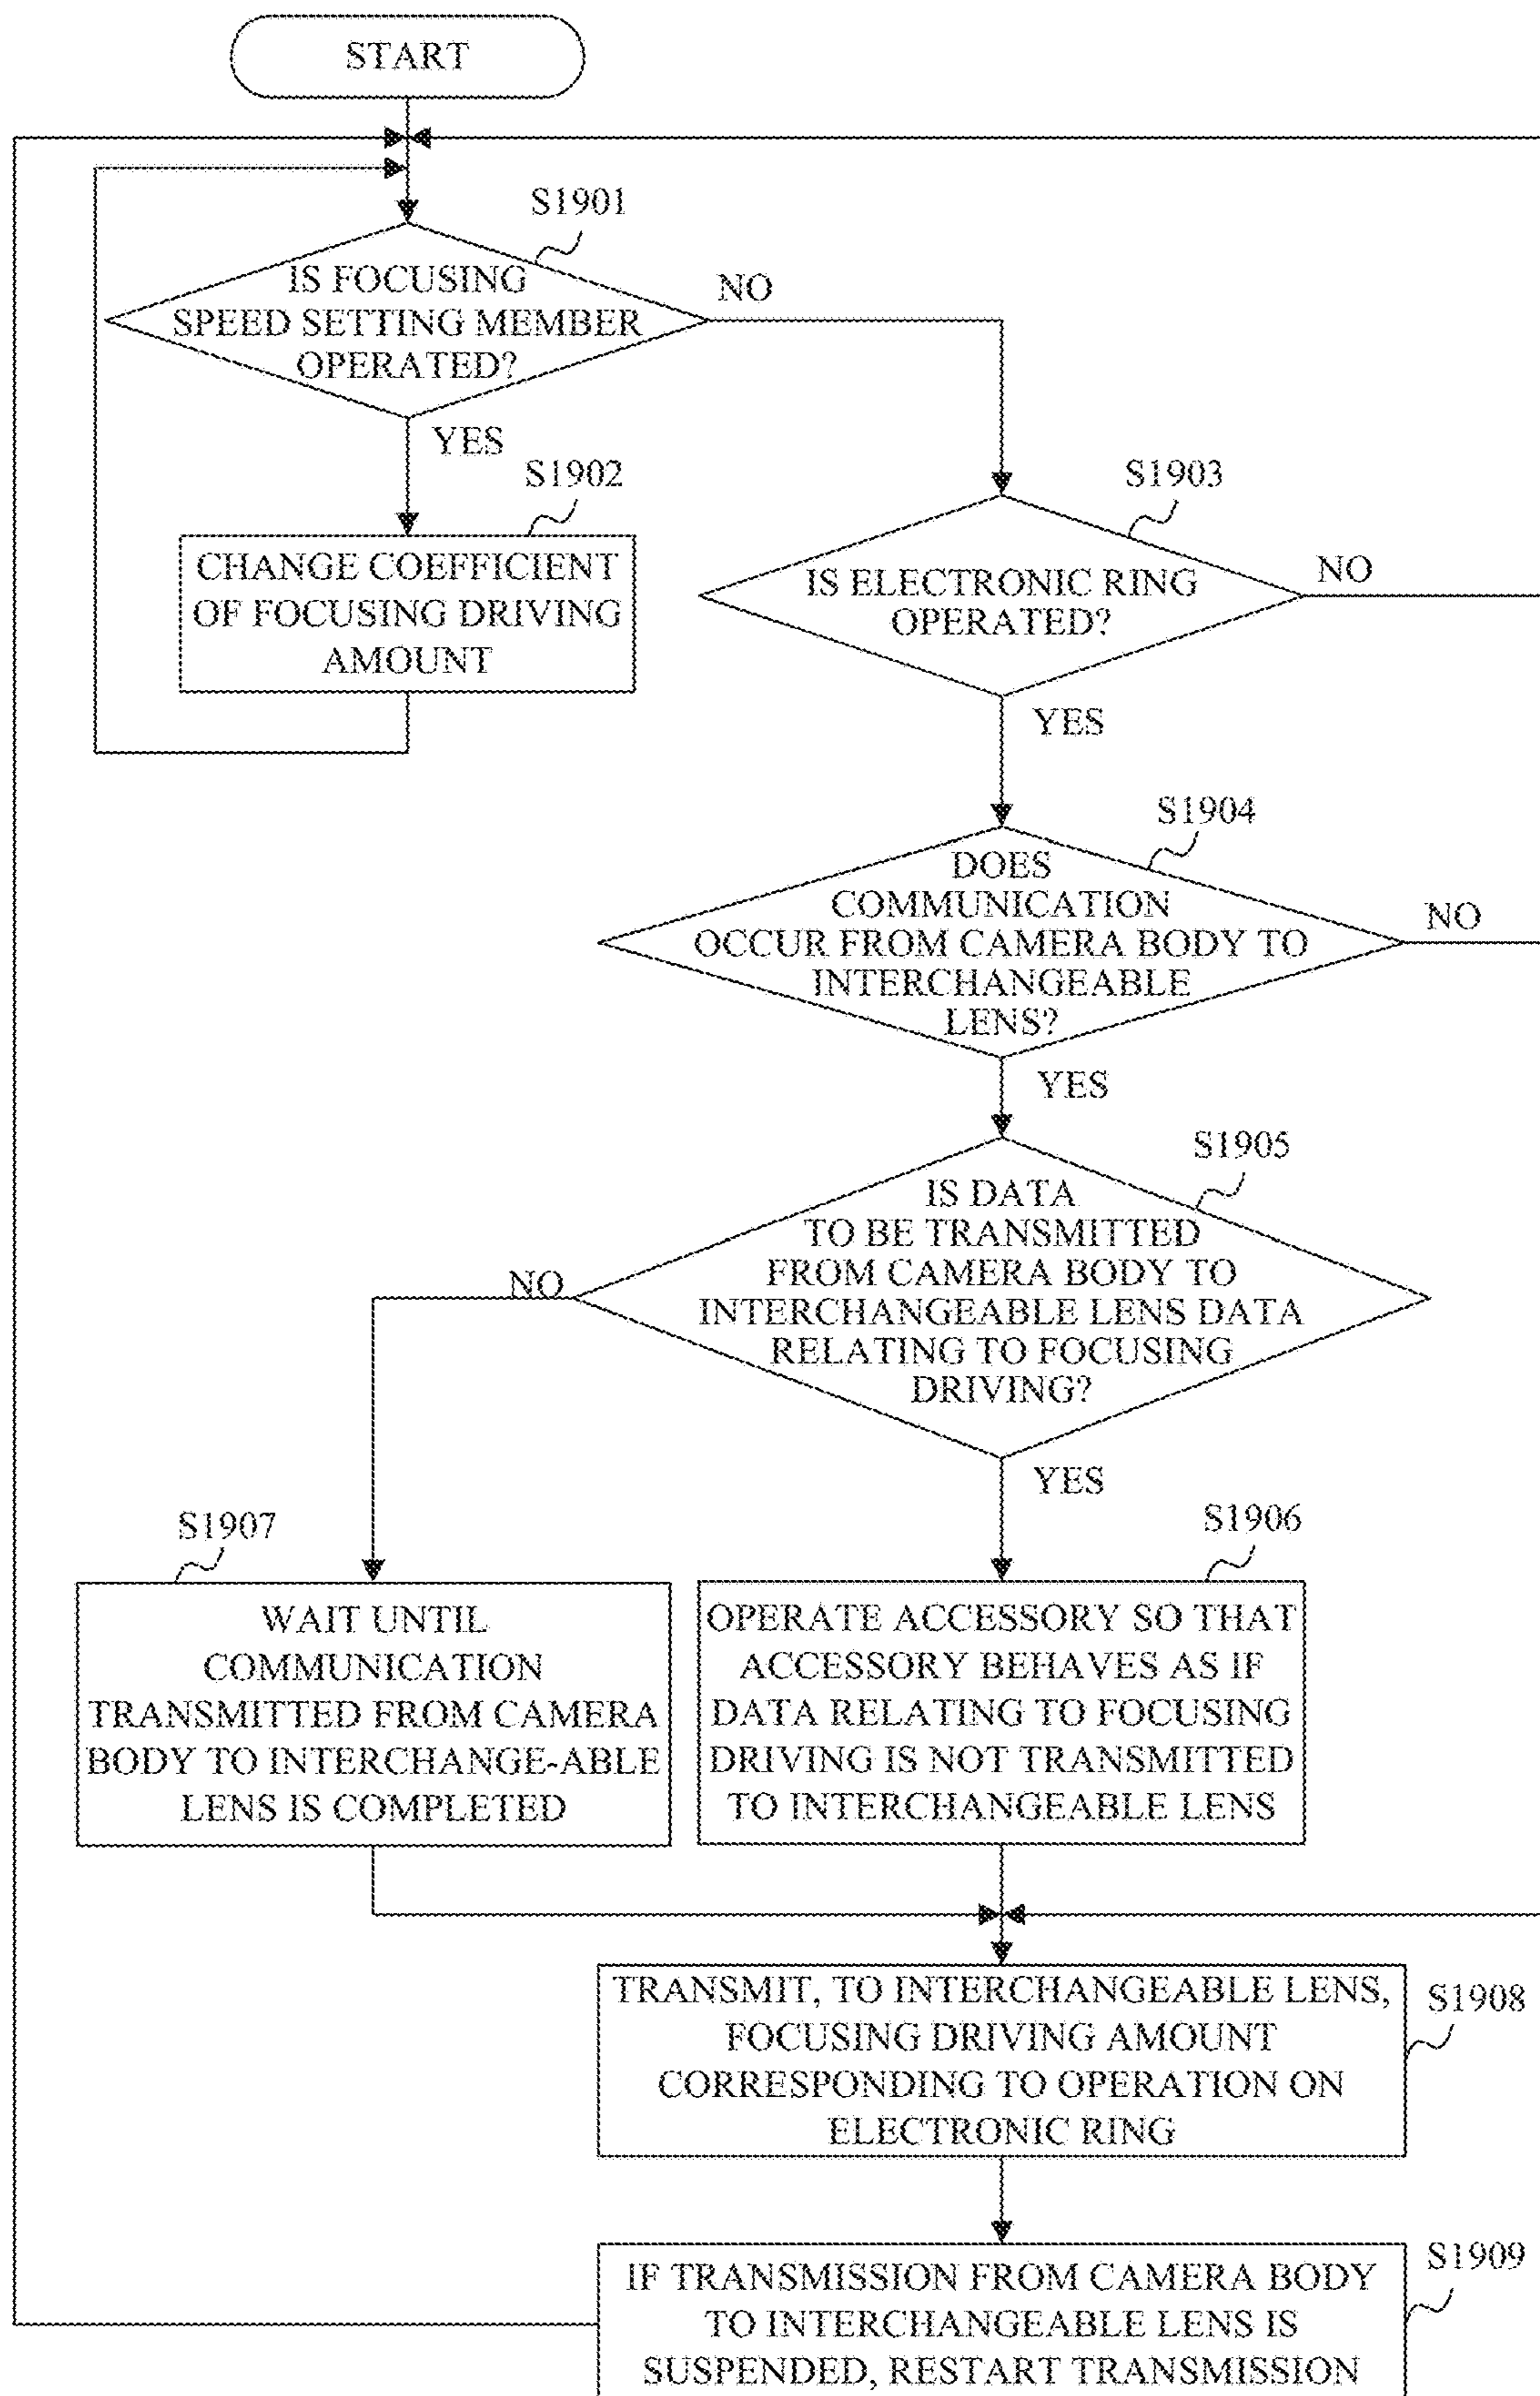 START
S1901
IS FOCUSING
SPEED SETTING MEMBER
OPERATED?
NO
YES
S1902
CHANGE COEFFICIENT
OF FOCUSING DRIVING
AMOUNT
S1903
IS ELECTRONIC RING
OPERATED?
NO
YES
S1904
DOES
COMMUNICATION
OCCUR FROM CAMERA BODY TO
INTERCHANGEABLE
LENS?
NO
YES
S1905
IS DATA
TO BE TRANSMITTED
FROM CAMERA BODY TO
INTERCHANGEABLE LENS DATA
RELATING TO FOCUSING
DRIVING?
NO
YES
S1907
WAIT UNTIL
COMMUNICATION
TRANSMITTED FROM CAMERA
BODY TO INTERCHANGE-ABLE
LENS IS COMPLETED
S1906
OPERATE ACCESSORY SO THAT
ACCESSORY BEHAVES AS IF
DATA RELATING TO FOCUSING
DRIVING IS NOT TRANSMITTED
TO INTERCHANGEABLE LENS
TRANSMIT, TO INTERCHANGEABLE LENS,
FOCUSING DRIVING AMOUNT
CORRESPONDING TO OPERATION ON
ELECTRONIC RING
S1908
IF TRANSMISSION FROM CAMERA BODY
TO INTERCHANGEABLE LENS IS
SUSPENDED, RESTART TRANSMISSION
S1909